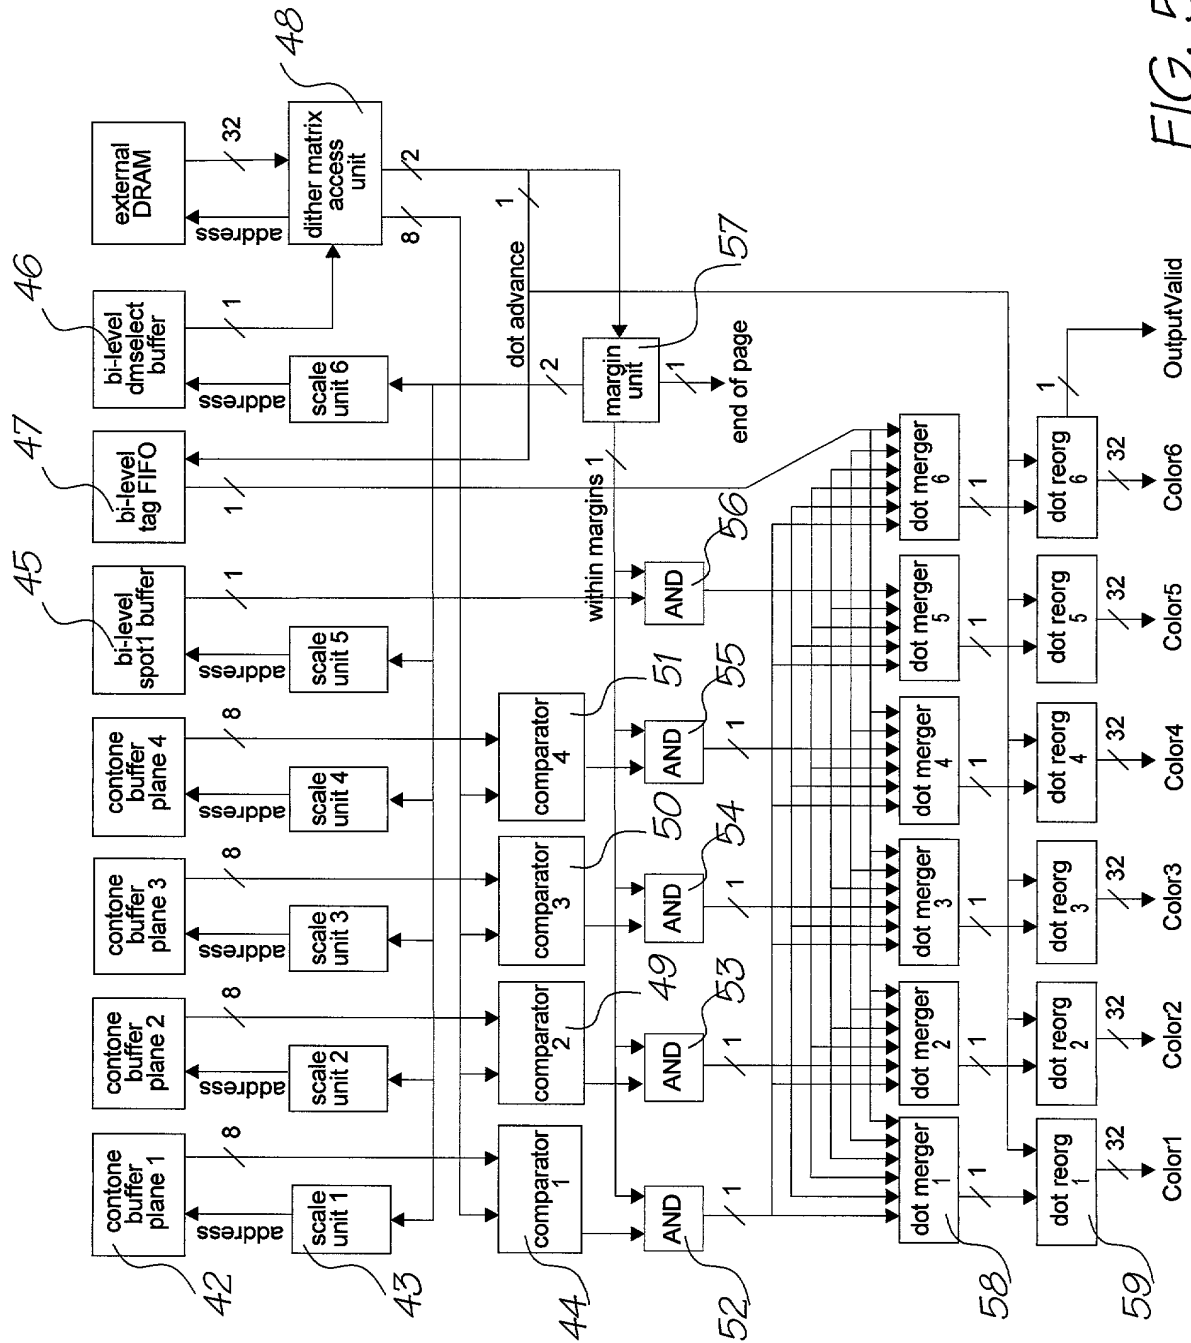 42
contone
buffer
plane 1
contone
buffer
plane 2
contone
buffer
plane 3
contone
buffer
plane 4
45
bi-level
spot1 buffer
47
bi-level
tag FIFO
46
bi-level
dmselect
buffer
external
DRAM
address
8
address
8
address
8
address
8
address
1
1
address
1
address
32
43
scale
unit 1
scale
unit 2
scale
unit 3
scale
unit 4
scale
unit 5
scale
unit 6
dither matrix
access
unit
48
8
2
1
dot advance
2
44
comparator
1
comparator
2
49
comparator
3
50
comparator
4
51
within margins
1
margin
unit
57
1
end of page
52
AND
AND
53
AND
54
AND
55
AND
56
1
1
1
1
58
dot merger
1
dot merger
2
dot merger
3
dot merger
4
dot merger
5
dot merger
6
1
1
1
1
1
1
59
dot reorg
1
dot reorg
2
dot reorg
3
dot reorg
4
dot reorg
5
dot reorg
6
32
32
32
32
32
32
1
Color1
Color2
Color3
Color4
Color5
Color6
OutputValid
FIG. 5